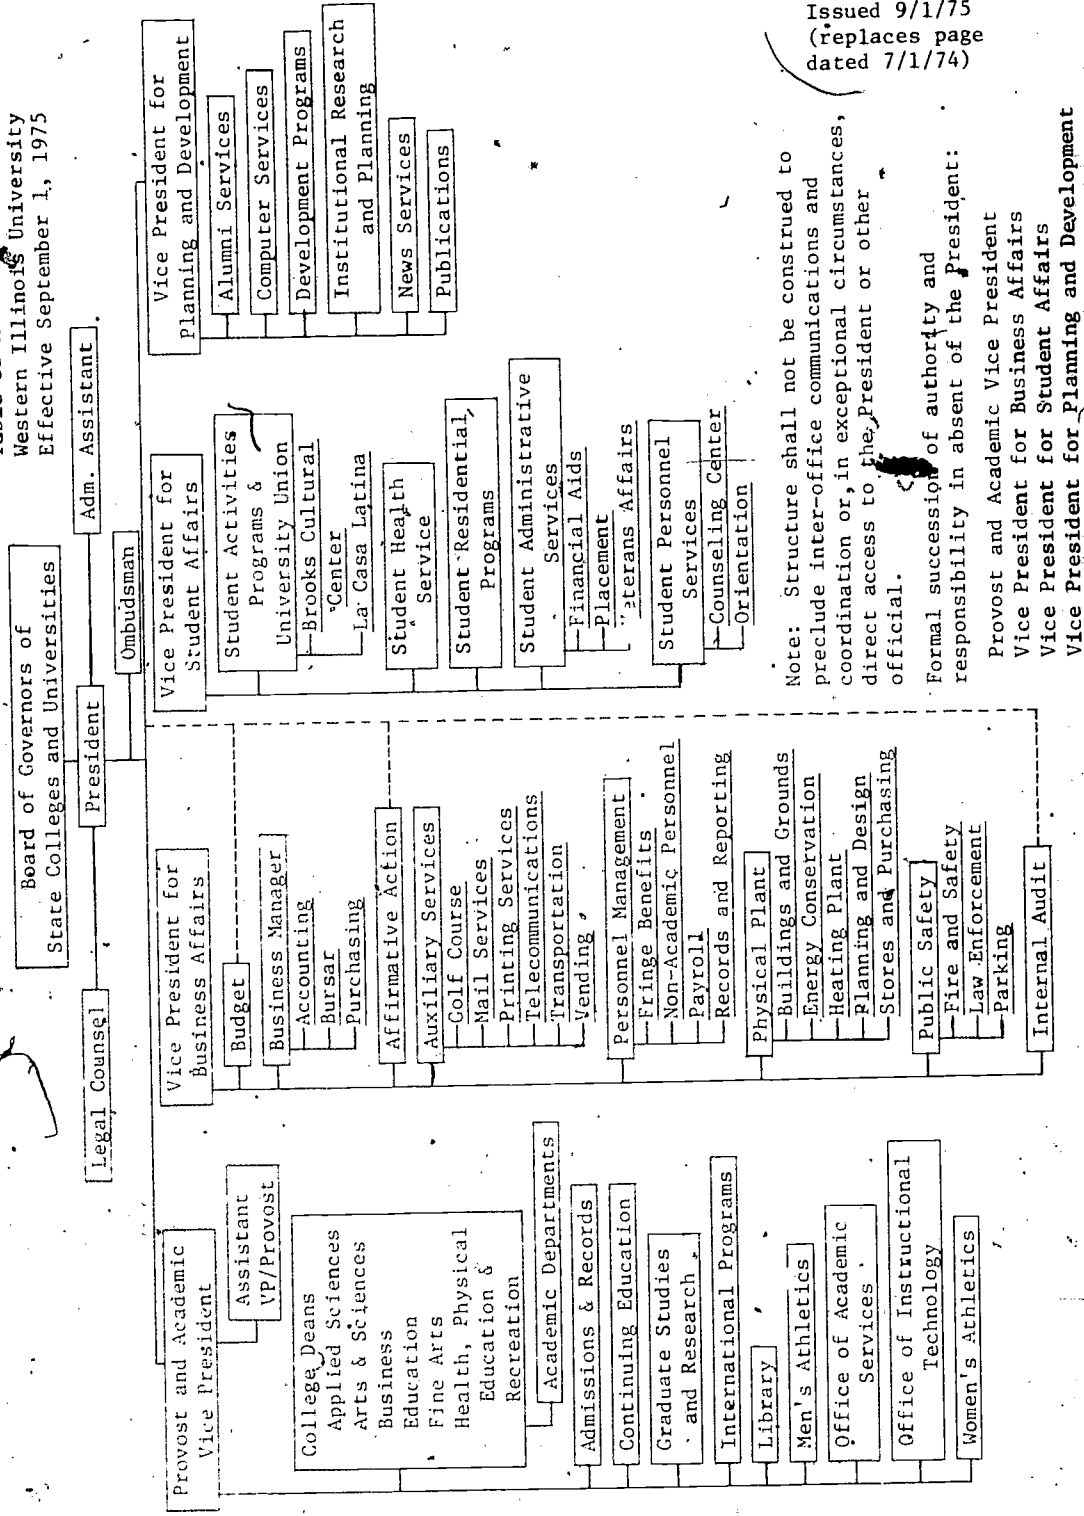 Western Illinois University
Effective September 1, 1975
Board of Governors of
State Colleges and Universities
Legal Counsel
President
Adm. Assistant
Ombudsman
Provost and Academic
Vice President
Assistant
VP/Provost
College Deans
Applied Sciences
Arts & Sciences
Business
Education
Fine Arts
Health, Physical
Education &
Recreation
Academic Departments
Admissions & Records
Continuing Education
Graduate Studies
and Research
International Programs
Library
Men's Athletics
Office of Academic
Services
Office of Instructional
Technology
Women's Athletics
Vice President for
Business Affairs
Budget
Business Manager
Accounting
Bursar
Purchasing
Affirmative Action
Auxiliary Services
Golf Course
Mail Services
Printing Services
Telecommunications
Transportation
Vending
Personnel Management
Fringe Benefits
Non-Academic Personnel
Payroll
Records and Reporting
Physical Plant
Buildings and Grounds
Energy Conservation
Heating Plant
Planning and Design
Stores and Purchasing
Public Safety
Fire and Safety
Law Enforcement
Parking
Internal Audit
Vice President for
Student Affairs
Student Activities
Programs &
University Union
Brooks Cultural
Center
La Casa Latina
Student Health
Service
Student Residential
Programs
Student Administrative
Services
Financial Aids
Placement
Affairs
Student Personnel
Services
Counseling Center
Orientation
Vice President for
Planning and Development
Alumni Services
Computer Services
Development Programs
Institutional Research
and Planning
News Services
Publications
Note: Structure shall not be construed to
preclude inter-office communications and
coordination or, in exceptional circumstances,
direct access to the President or other
official.
Formal succession of authority and
responsibility in absent of the President:
Provost and Academic Vice President
Vice President for Business Affairs
Vice President for Student Affairs
Vice President for Planning and Development
Issued 9/1/75
(replaces page
dated 7/1/74)